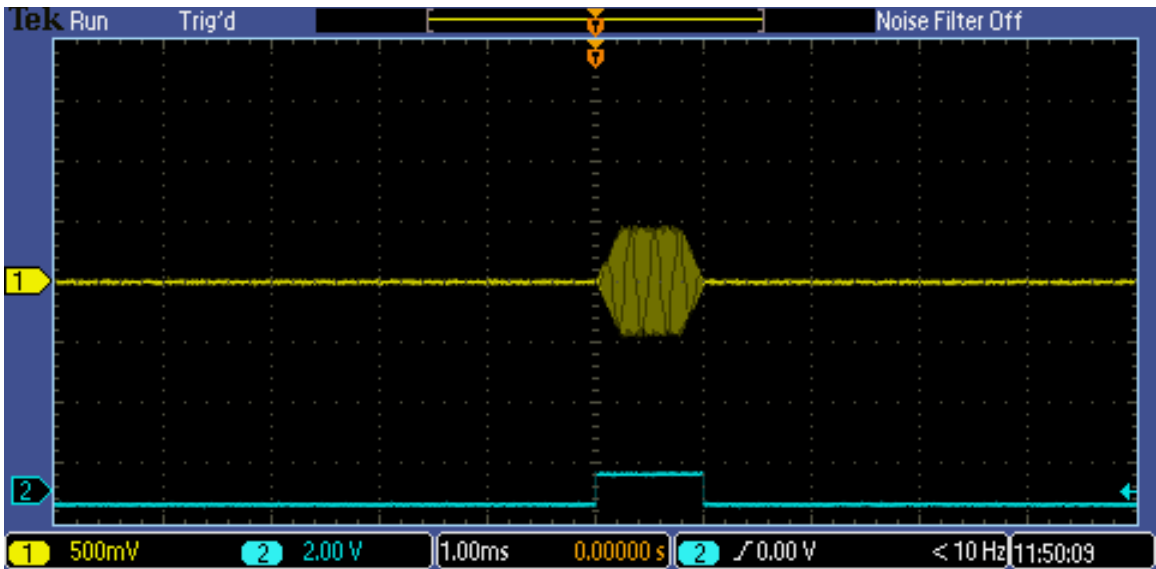 Tek Run Trig'd Noise Filter Off
T
T
1
2
1 500mV 2 2.00 V 1.00ms 0.00000 s 2 0.00 V < 10 Hz 11:50:09